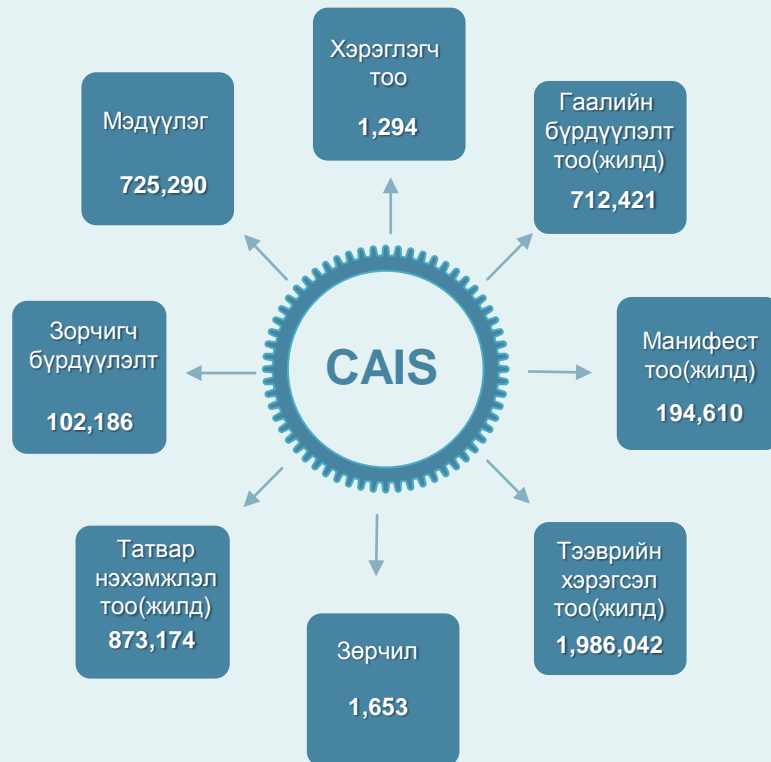 Хэрэглэгч
тоо
1,294
Гаалийн
бүрдүүлэлт
тоо(жилд)
712,421
Манифест
тоо(жилд)
194,610
Тээврийн
хэрэгсэл
тоо(жилд)
1,986,042
Зөрчил
1,653
Татвар
нэхэмжлэл
тоо(жилд)
873,174
Зорчигч
бүрдүүлэлт
102,186
Мэдүүлэг
725,290
CAIS